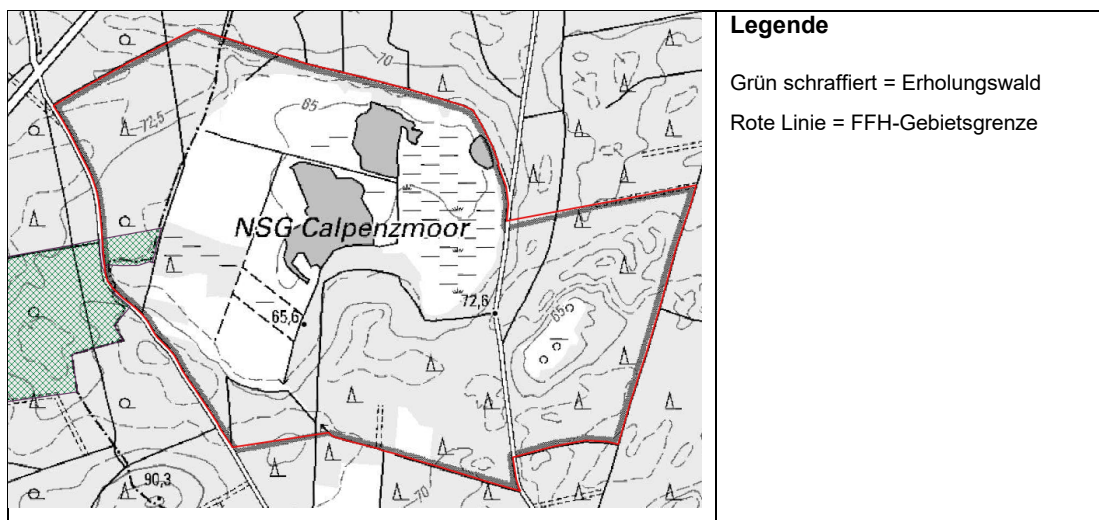 Legende
Grün schraffiert = Erholungswald
Rote Linie = FFH-Gebietsgrenze
70
65
72,5
NSG Calpenzmoor
72,6
65,6
65
90,3
70